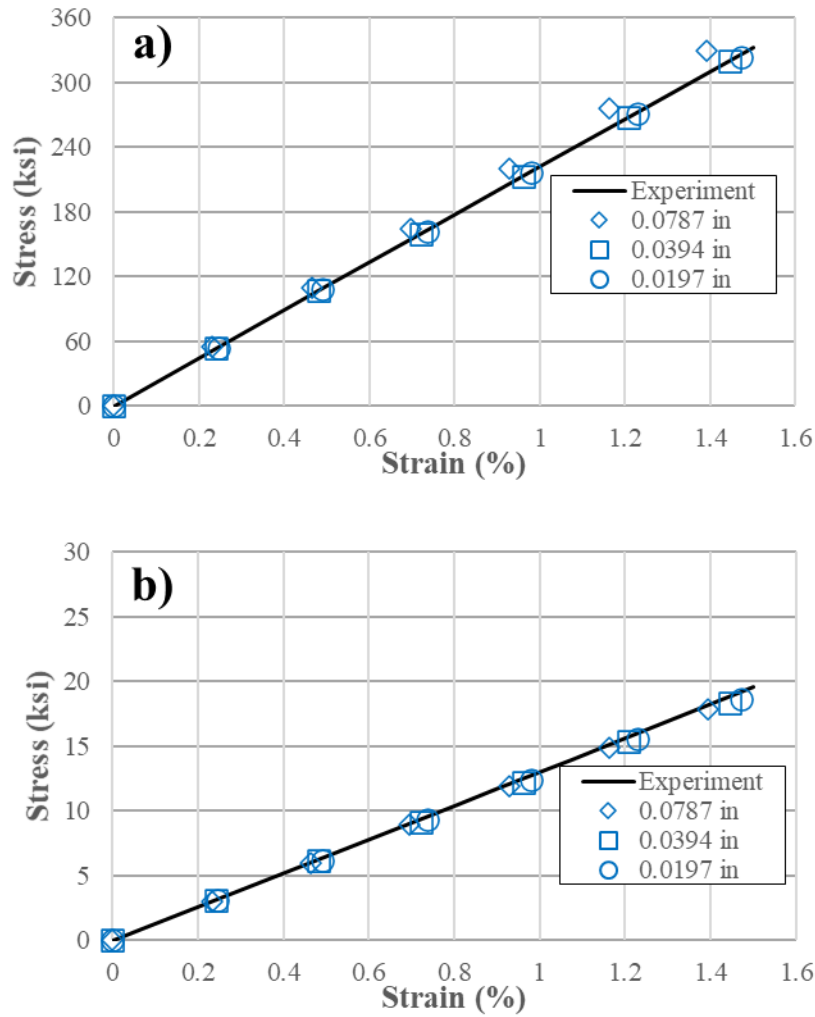 a)
Stress (ksi)
360
300
240
180
120
60
0
0 0.2 0.4 0.6 0.8 1 1.2 1.4 1.6
Strain (%)
Experiment
0.0787 in
0.0394 in
0.0197 in
b)
Stress (ksi)
30
25
20
15
10
5
0
0 0.2 0.4 0.6 0.8 1 1.2 1.4 1.6
Strain (%)
Experiment
0.0787 in
0.0394 in
0.0197 in